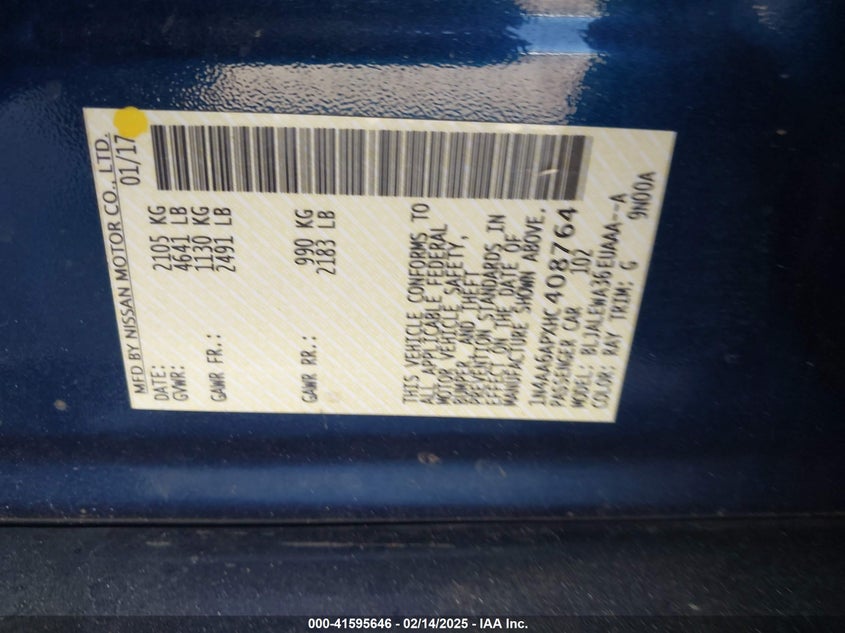 MFD BY NISSAN MOTOR CO., LTD.
DATE: 01/17
GVWR: 2105 KG
4641 LB
GAWR FR.: 1130 KG
2491 LB
GAWR RR.: 990 KG
2183 LB
THIS VEHICLE CONFORMS TO
ALL APPLICABLE FEDERAL
MOTOR VEHICLE SAFETY,
BUMPER, AND THEFT
PREVENTION STANDARDS IN
EFFECT ON THE DATE OF
MANUFACTURE SHOWN ABOVE.
1N4AA6APXHC408764
PASSENGER CAR 102
MODEL: BLJALEWA36EUAAA--A
COLOR: RAY TRIM: G 9N00A
000-41595646 - 02/14/2025 - IAA Inc.